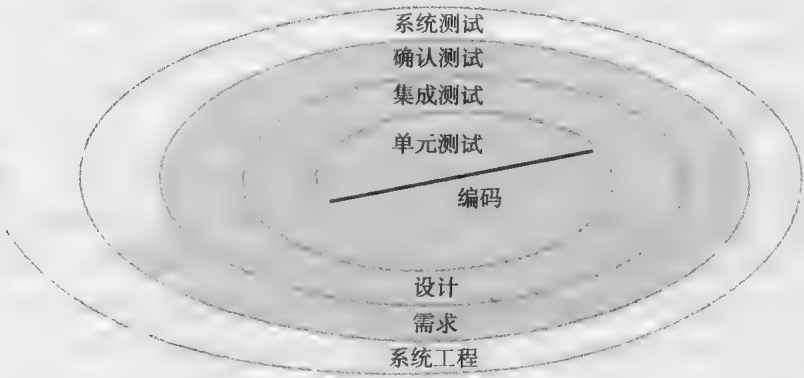 系统测试
确认测试
集成测试
单元测试
编码
设计
需求
系统工程